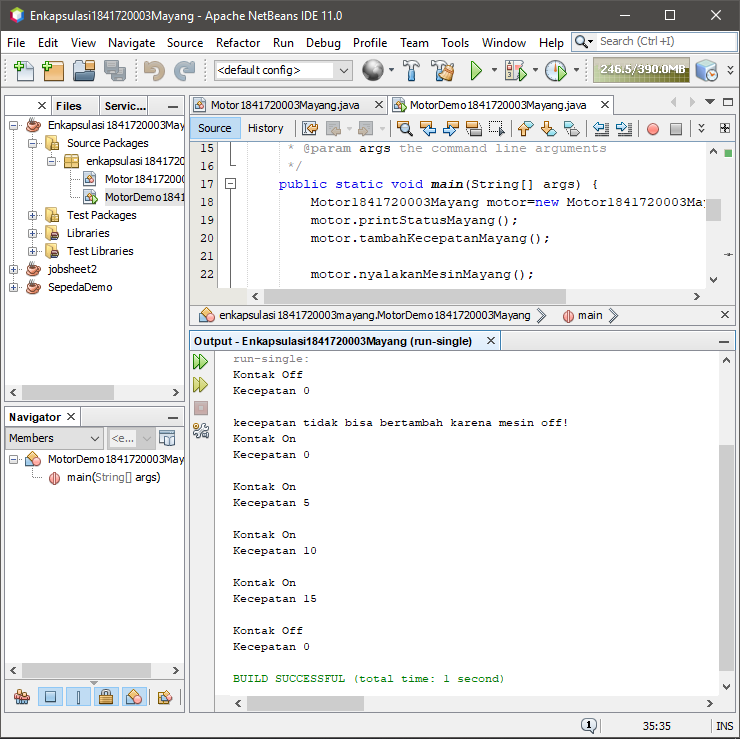 Enkapsulasi1841720003Mayang - Apache NetBeans IDE 11.0
File Edit View Navigate Source Refactor Run Debug Profile Team Tools Window Help Search (Ctrl+I)
<default config> 246.5/390.0MB
Files Servic...
Enkapsulasi1841720003May
Source Packages
enkapsulasi184172000
Motor18417200
MotorDemo1841
Test Packages
Libraries
Test Libraries
jobsheet2
SepedaDemo
Motor1841720003Mayang.java MotorDemo1841720003Mayang.java
Source History
15 * @param args the command line arguments
16 */
17 public static void main(String[] args) {
18 Motor1841720003Mayang motor=new Motor1841720003May
19 motor.printStatusMayang();
20 motor.tambahKecepatanMayang();
21
22 motor.nyalakanMesinMayang();
enkapsulasi1841720003mayang.MotorDemo1841720003Mayang main
Navigator
Members <e...
MotorDemo1841720003May
main(String[] args)
Output - Enkapsulasi1841720003Mayang (run-single)
run-single:
Kontak Off
Kecepatan 0
kecepatan tidak bisa bertambah karena mesin off!
Kontak On
Kecepatan 0
Kontak On
Kecepatan 5
Kontak On
Kecepatan 10
Kontak On
Kecepatan 15
Kontak Off
Kecepatan 0
BUILD SUCCESSFUL (total time: 1 second)
1 35:35 INS